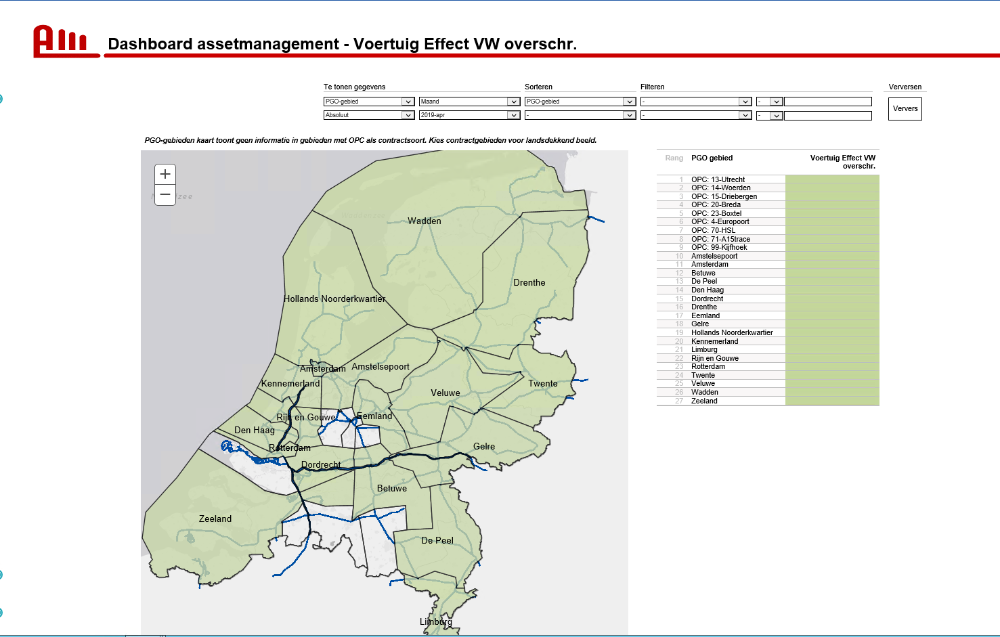 Dashboard assetmanagement - Voertuig Effect VW overschr.
Te tonen gegevens
Sorteren
Filteren
Verversen
PGO-gebied
Maand
PGO-gebied
-
-
Ververs
Absoluut
2019-apr
-
-
-
PGO-gebieden kaart toont geen informatie in gebieden met OPC als contractsoort. Kies contractgebieden voor landsdekkend beeld.
+
−
Waddenzee
Wadden
Drenthe
Hollands Noorderkwartier
Amsterdam
Amstelsepoort
Kennemerland
Veluwe
Twente
Rijn en Gouwe
Eemland
Den Haag
Rotterdam
Gelre
Dordrecht
Betuwe
Zeeland
De Peel
Limburg
Rang PGO gebied Voertuig Effect VW
overschr.
1 OPC: 13-Utrecht
2 OPC: 14-Woerden
3 OPC: 15-Driebergen
4 OPC: 20-Breda
5 OPC: 23-Boxtel
6 OPC: 4-Europoort
7 OPC: 70-HSL
8 OPC: 71-A15trace
9 OPC: 99-Kijfhoek
10 Amstelsepoort
11 Amsterdam
12 Betuwe
13 De Peel
14 Den Haag
15 Dordrecht
16 Drenthe
17 Eemland
18 Gelre
19 Hollands Noorderkwartier
20 Kennemerland
21 Limburg
22 Rijn en Gouwe
23 Rotterdam
24 Twente
25 Veluwe
26 Wadden
27 Zeeland